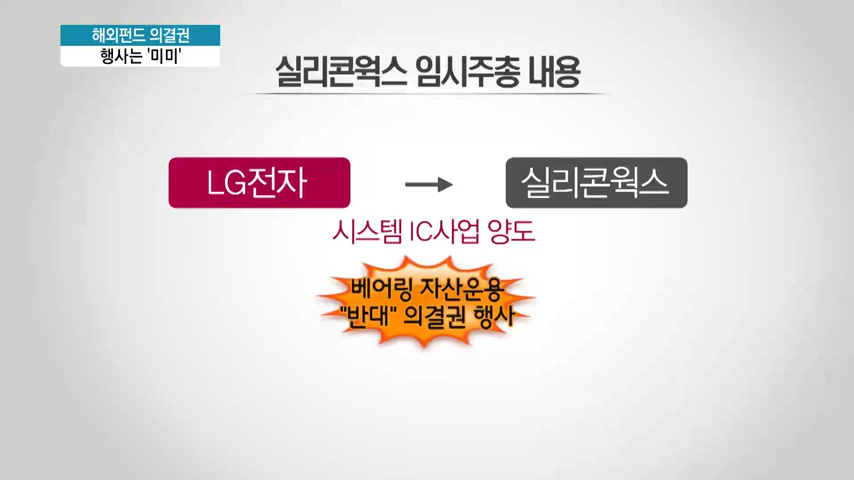 해외펀드 의결권
행사는 '미미'
실리콘웍스 임시주총 내용
LG전자 → 실리콘웍스
시스템 IC사업 양도
베어링 자산운용
"반대" 의결권 행사